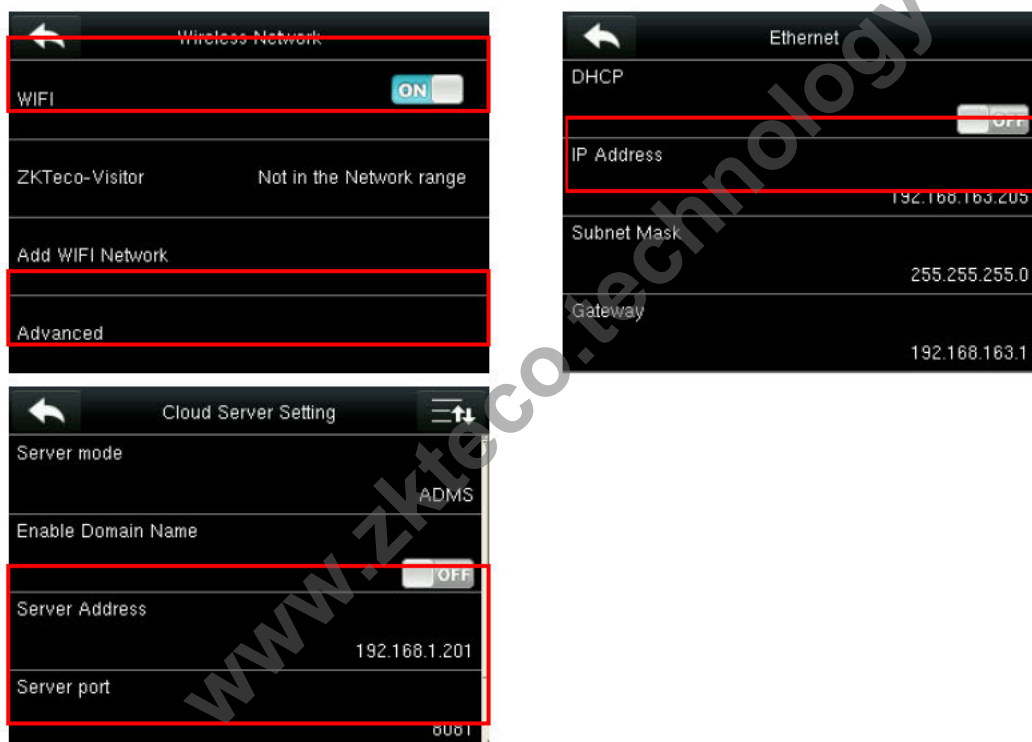 Wireless Network
WIFI
ON
ZKTeco-Visitor Not in the Network range
Add WIFI Network
Advanced
Ethernet
DHCP
OFF
IP Address
192.168.163.205
Subnet Mask
255.255.255.0
Gateway
192.168.163.1
Cloud Server Setting
Server mode
ADMS
Enable Domain Name
OFF
Server Address
192.168.1.201
Server port
8081
www.zkteco.technology